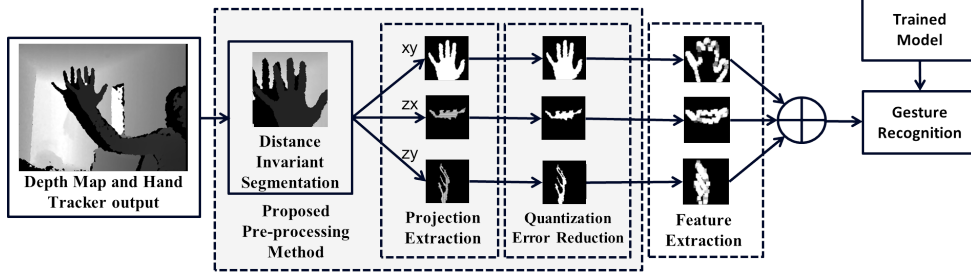 Depth Map and Hand
Tracker output
Distance
Invariant
Segmentation
Proposed
Pre-processing
Method
xy
zx
zy
Projection
Extraction
Quantization
Error Reduction
Feature
Extraction
Trained
Model
Gesture
Recognition